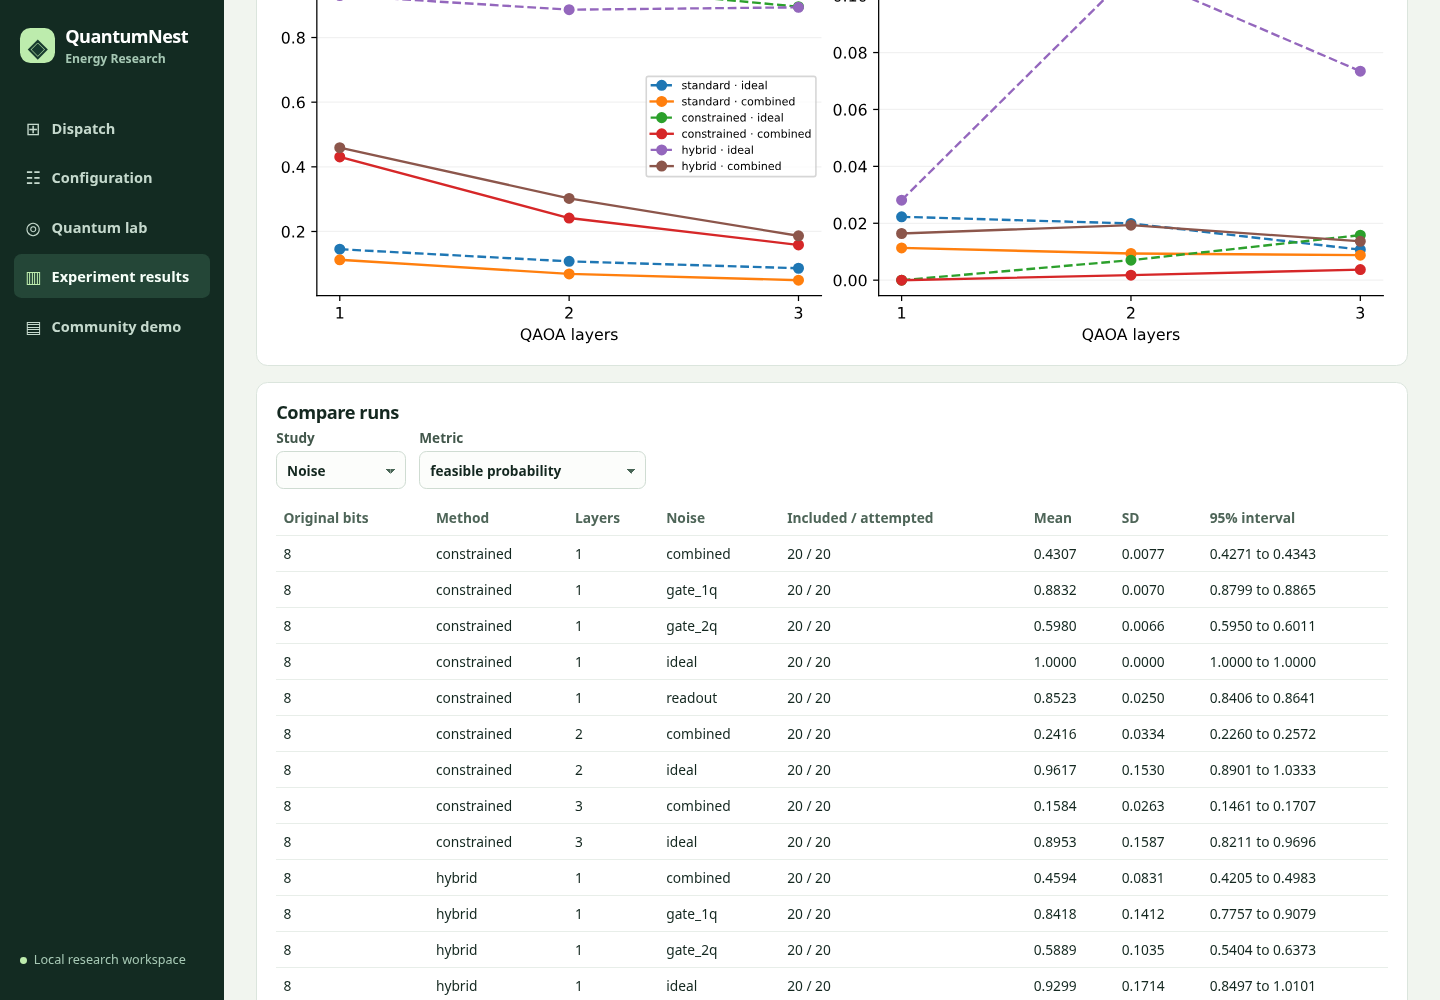 QuantumNest
Energy Research
Dispatch
Configuration
Quantum lab
Experiment results
Community demo
Local research workspace
0.8
0.6
0.4
0.2
standard · ideal
standard · combined
constrained · ideal
constrained · combined
hybrid · ideal
hybrid · combined
1 2 3
QAOA layers
0.08
0.06
0.04
0.02
0.00
1 2 3
QAOA layers
Compare runs
Study Metric
Noise feasible probability
Original bits Method Layers Noise Included / attempted Mean SD 95% interval
8 constrained 1 combined 20 / 20 0.4307 0.0077 0.4271 to 0.4343
8 constrained 1 gate_1q 20 / 20 0.8832 0.0070 0.8799 to 0.8865
8 constrained 1 gate_2q 20 / 20 0.5980 0.0066 0.5950 to 0.6011
8 constrained 1 ideal 20 / 20 1.0000 0.0000 1.0000 to 1.0000
8 constrained 1 readout 20 / 20 0.8523 0.0250 0.8406 to 0.8641
8 constrained 2 combined 20 / 20 0.2416 0.0334 0.2260 to 0.2572
8 constrained 2 ideal 20 / 20 0.9617 0.1530 0.8901 to 1.0333
8 constrained 3 combined 20 / 20 0.1584 0.0263 0.1461 to 0.1707
8 constrained 3 ideal 20 / 20 0.8953 0.1587 0.8211 to 0.9696
8 hybrid 1 combined 20 / 20 0.4594 0.0831 0.4205 to 0.4983
8 hybrid 1 gate_1q 20 / 20 0.8418 0.1412 0.7757 to 0.9079
8 hybrid 1 gate_2q 20 / 20 0.5889 0.1035 0.5404 to 0.6373
8 hybrid 1 ideal 20 / 20 0.9299 0.1714 0.8497 to 1.0101